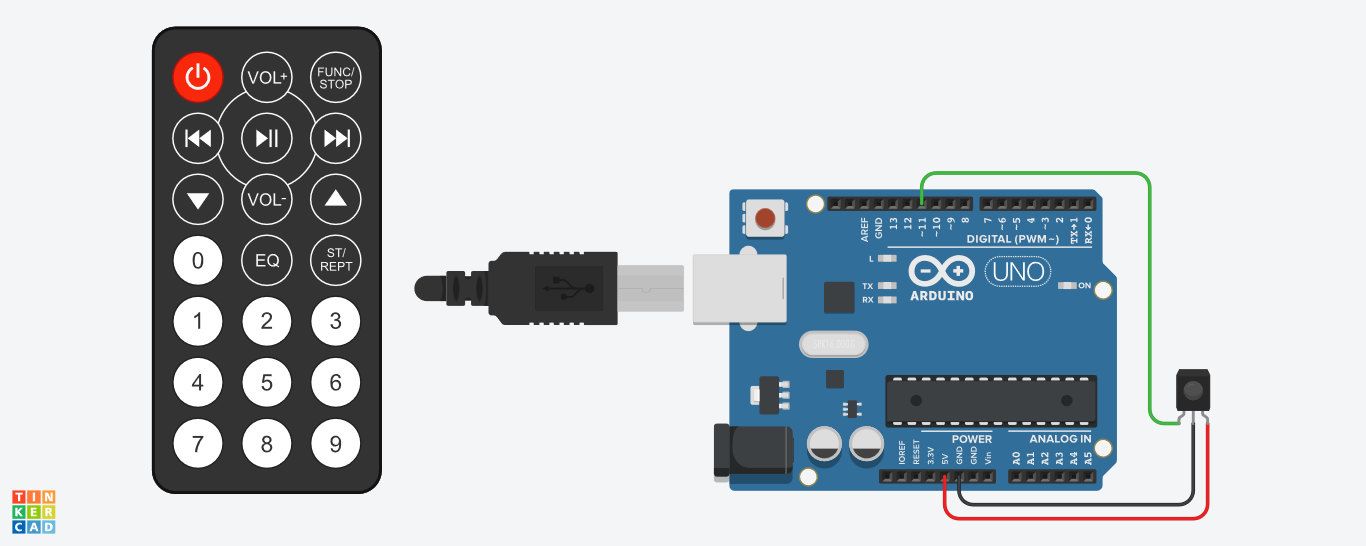 VOL+
FUNC/
STOP
VOL-
0
EQ
ST/
REPT
1
2
3
4
5
6
7
8
9
AREF
GND
13
12
~11
~10
~9
8
7
~6
~5
4
~3
2
TX→1
RX←0
DIGITAL (PWM~)
L
TX
RX
ARDUINO
UNO
ON
POWER
ANALOG IN
IOREF
RESET
3.3V
5V
GND
GND
Vin
A0
A1
A2
A3
A4
A5
TIN
KER
CAD